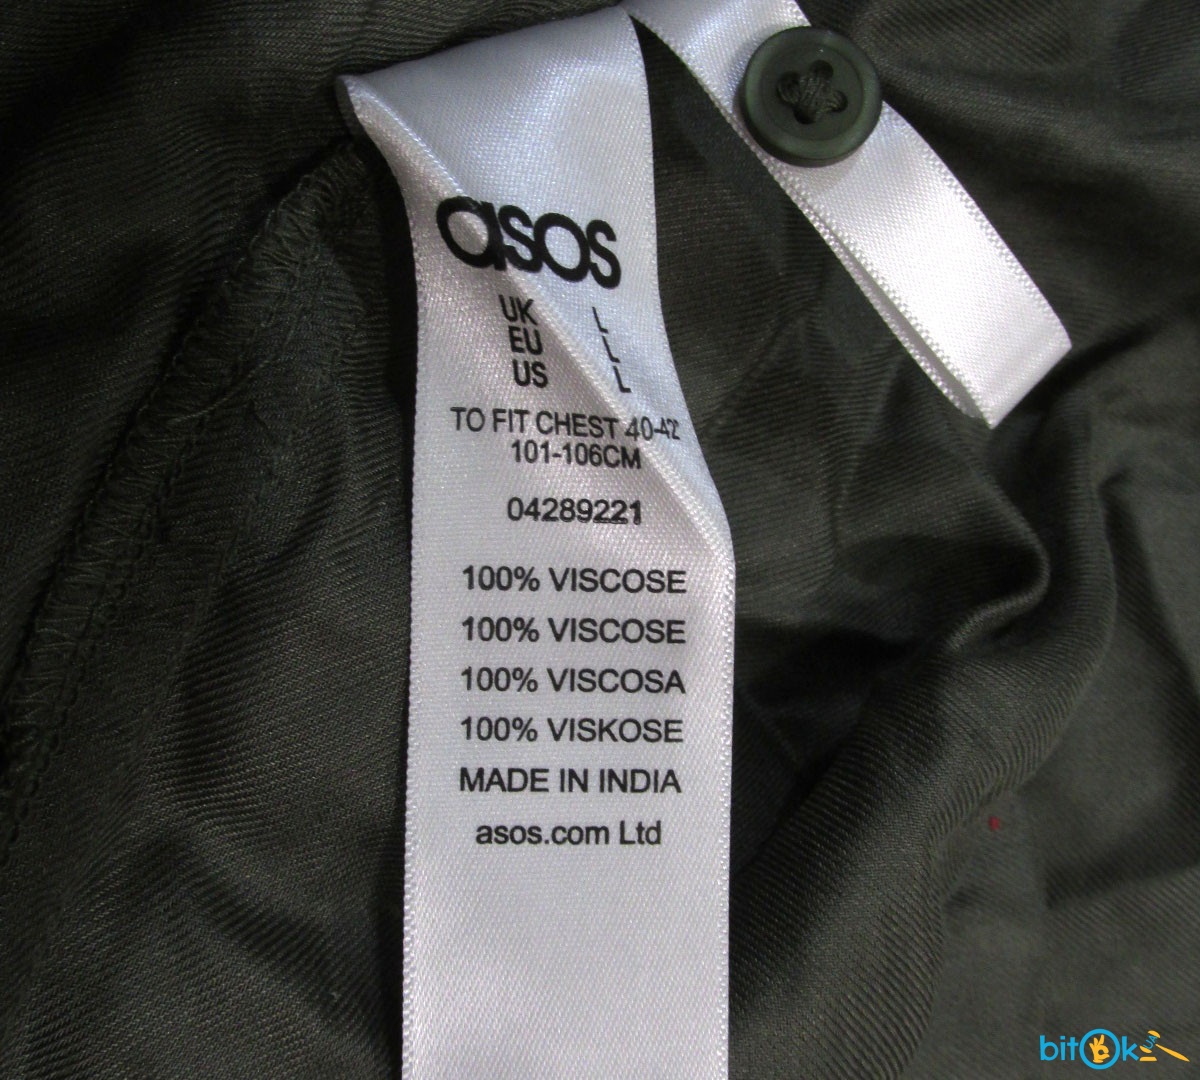 asos
UK L
EU L
US L
TO FIT CHEST 40-42"
101-106CM
04289221
100% VISCOSE
100% VISCOSE
100% VISCOSA
100% VISKOSE
MADE IN INDIA
asos.com Ltd
bitOk